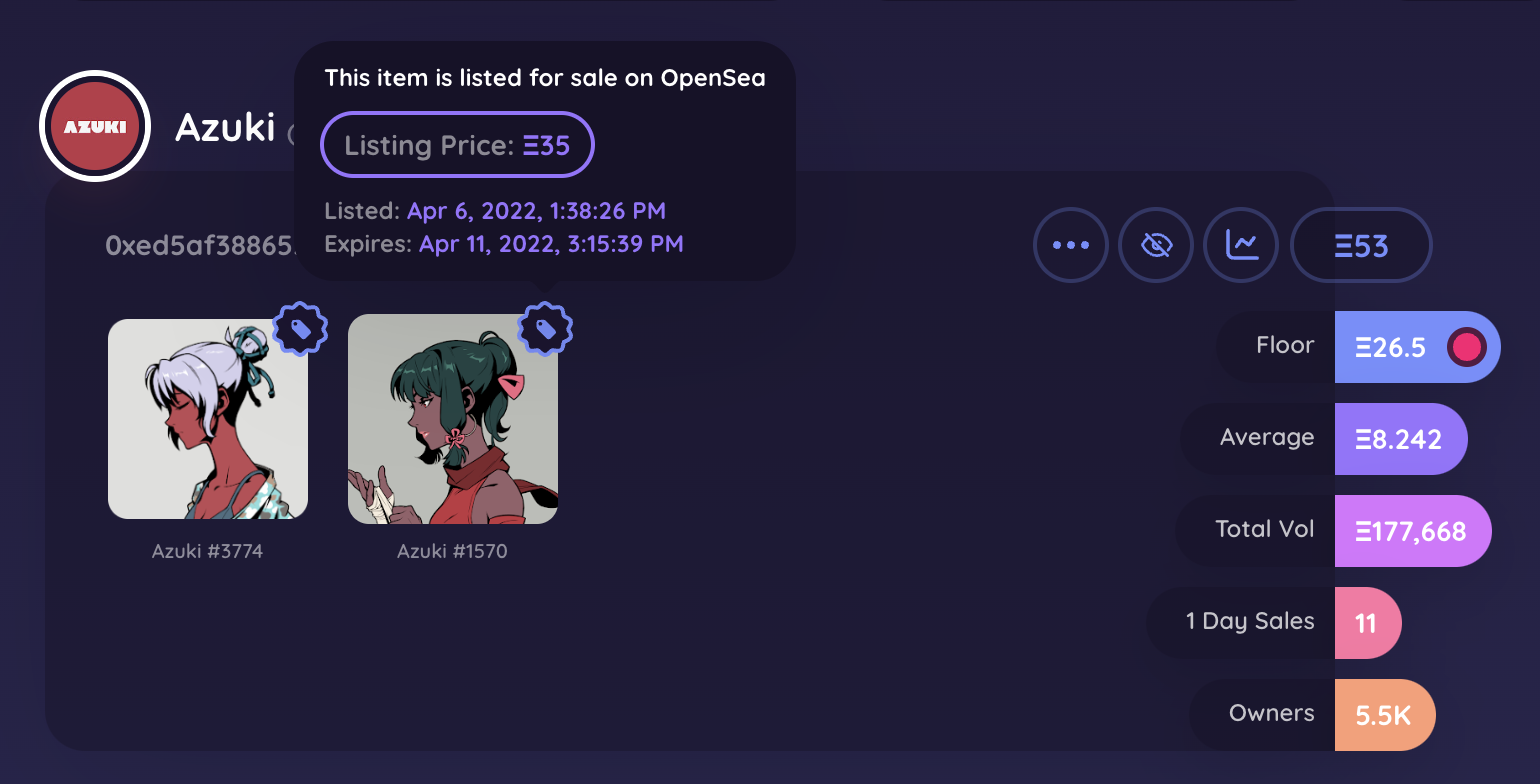 This item is listed for sale on OpenSea
AZUKI
Azuki
Listing Price: Ξ35
Listed: Apr 6, 2022, 1:38:26 PM
Expires: Apr 11, 2022, 3:15:39 PM
0xed5af38865.
Ξ53
Floor Ξ26.5
Average Ξ8.242
Total Vol Ξ177,668
1 Day Sales 11
Owners 5.5K
Azuki #3774
Azuki #1570